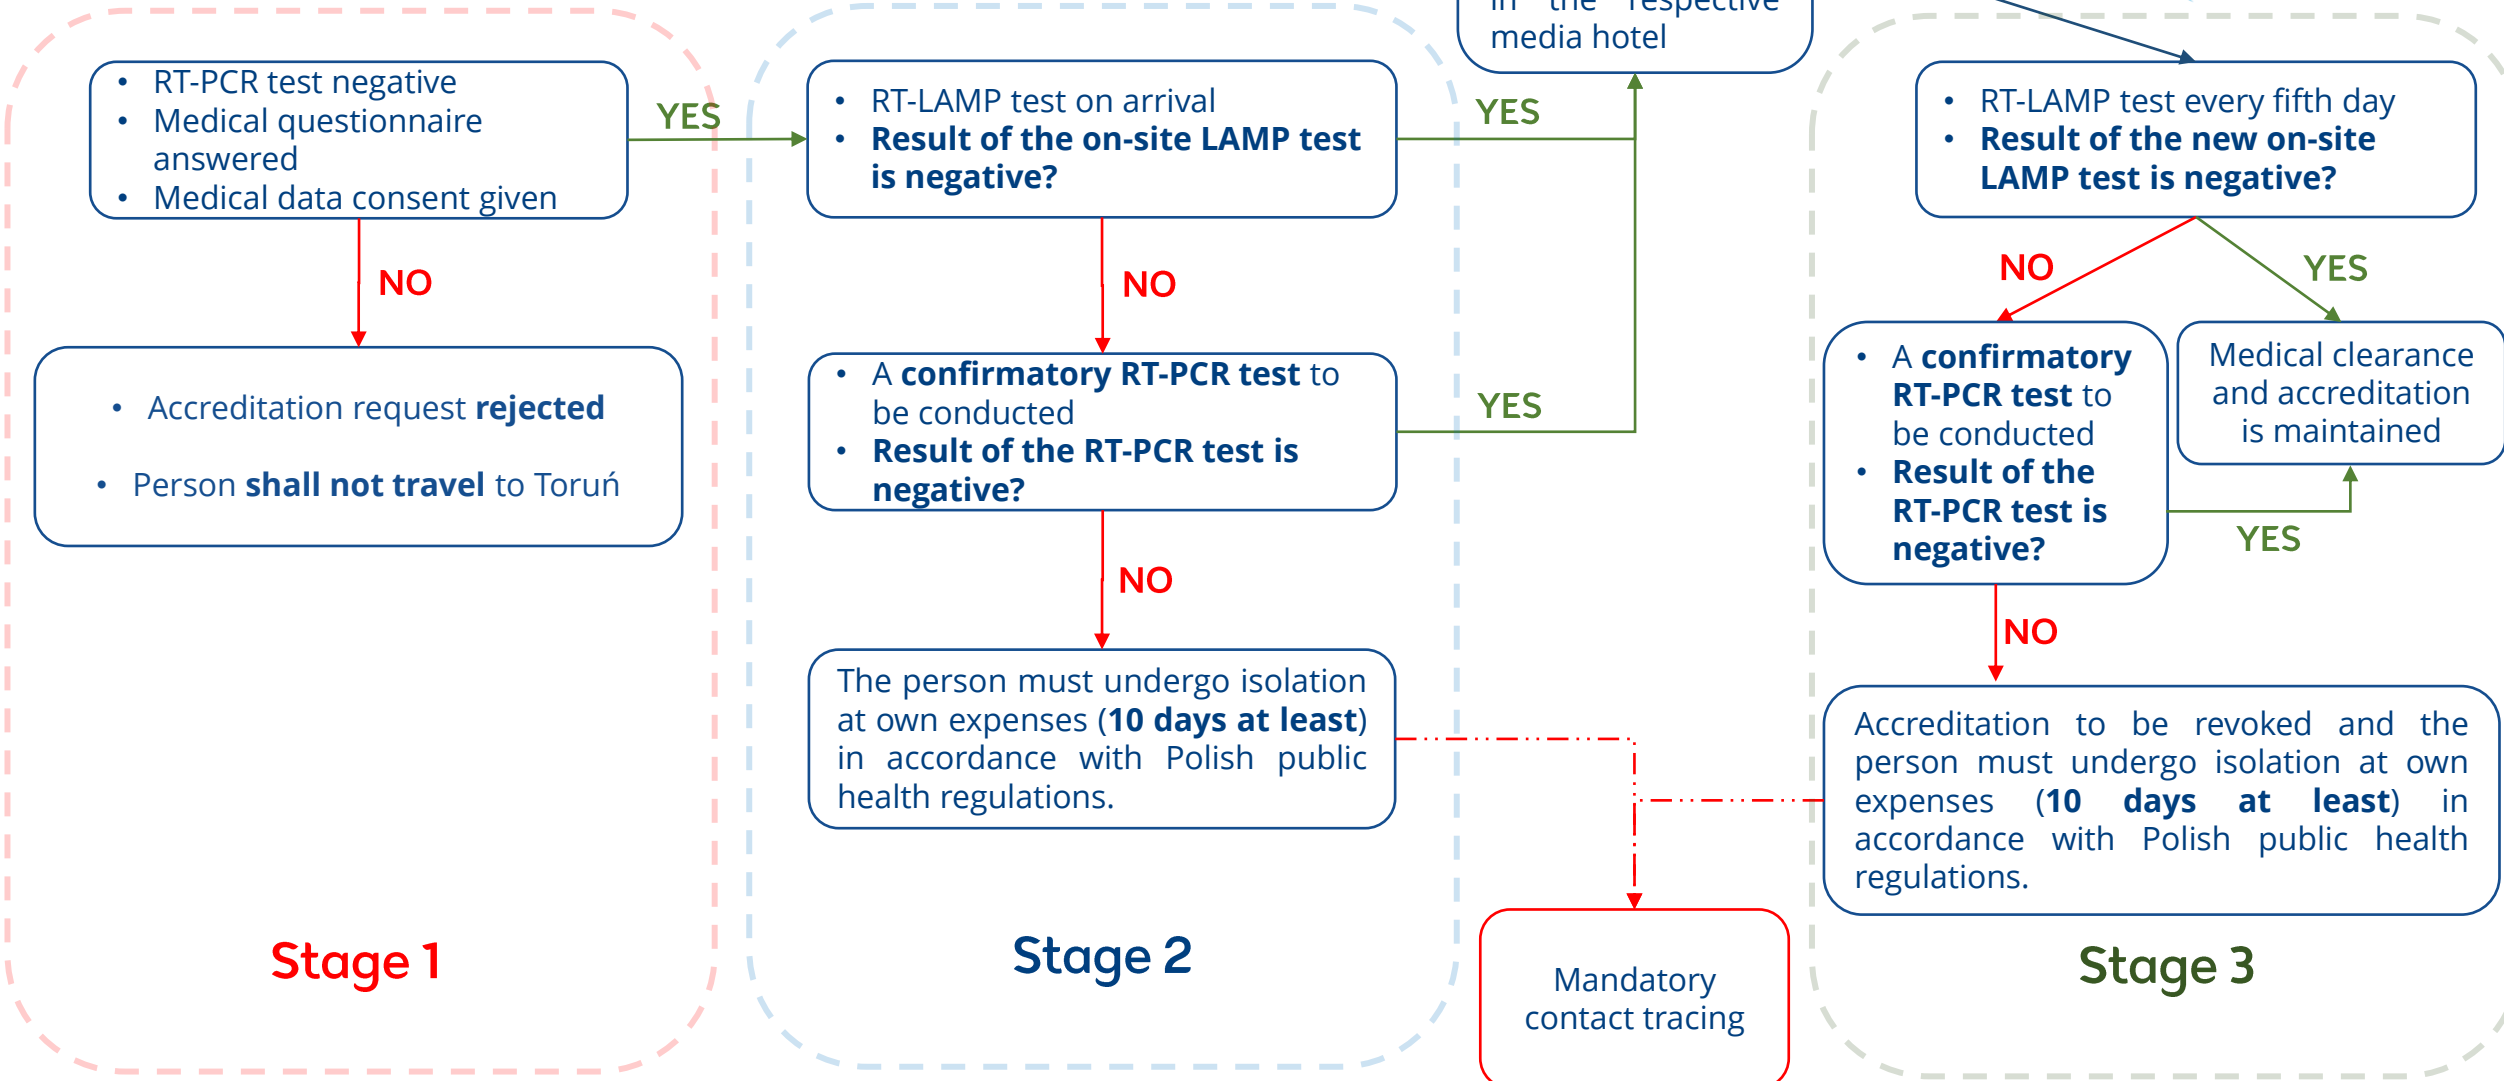 • RT-PCR test negative
• Medical questionnaire
answered
• Medical data consent given
YES
NO
• Accreditation request rejected
• Person shall not travel to Toruń
Stage 1
• RT-LAMP test on arrival
• Result of the on-site LAMP test
is negative?
YES
NO
• A confirmatory RT-PCR test to
be conducted
• Result of the RT-PCR test is
negative?
YES
NO
The person must undergo isolation
at own expenses (10 days at least)
in accordance with Polish public
health regulations.
Stage 2
in the respective
media hotel
Mandatory
contact tracing
• RT-LAMP test every fifth day
• Result of the new on-site
LAMP test is negative?
NO
YES
• A confirmatory
RT-PCR test to
be conducted
• Result of the
RT-PCR test is
negative?
Medical clearance
and accreditation
is maintained
YES
NO
Accreditation to be revoked and the
person must undergo isolation at own
expenses (10 days at least) in
accordance with Polish public health
regulations.
Stage 3